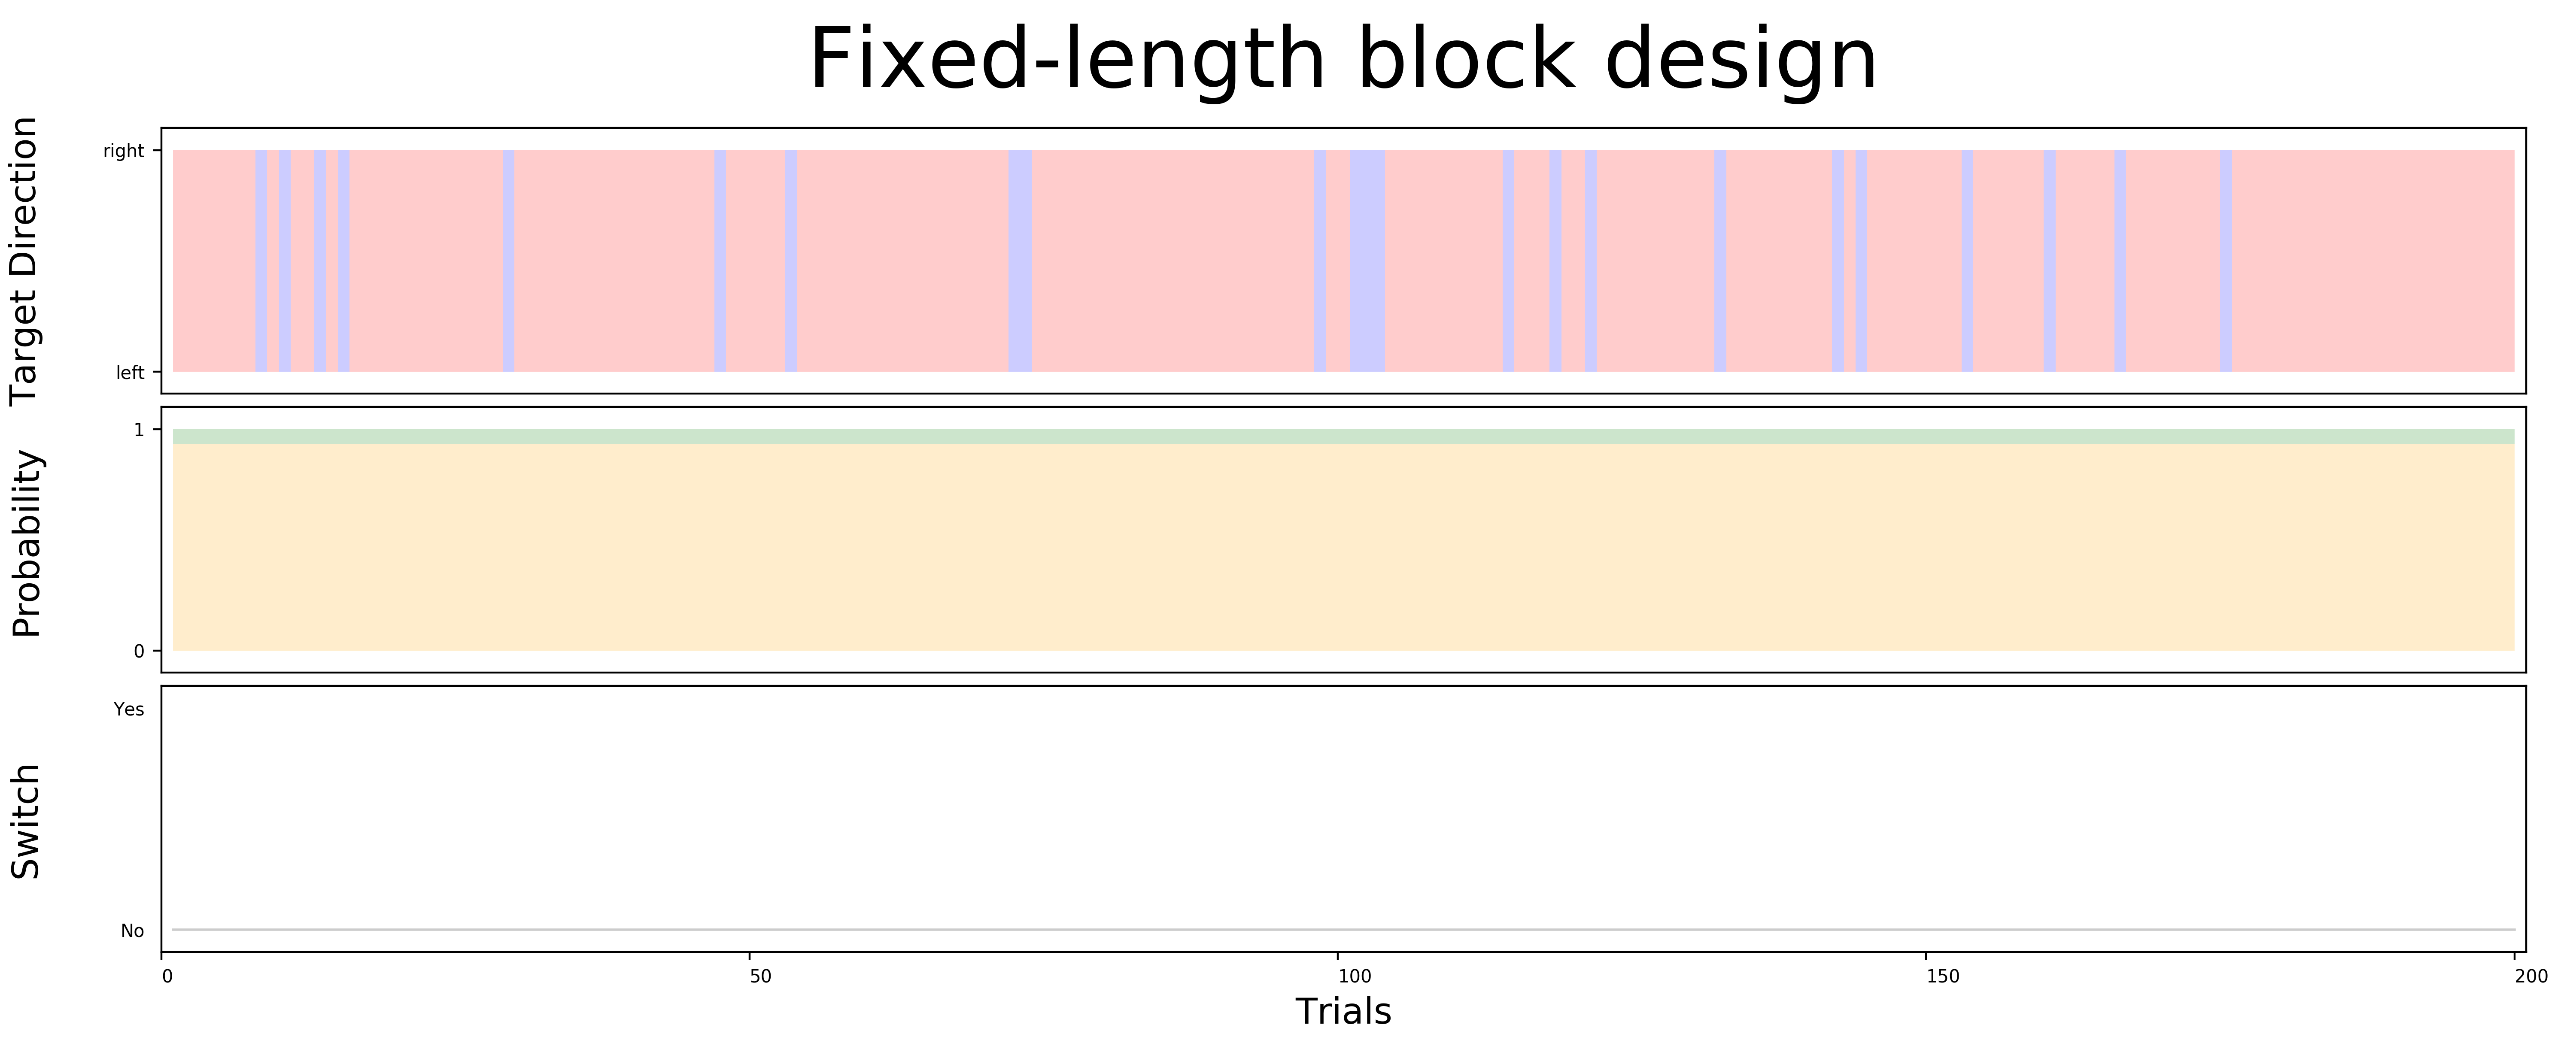 Fixed-length block design
Target Direction
right
left
Probability
1
0
Switch
Yes
No
0 50 100 150 200
Trials